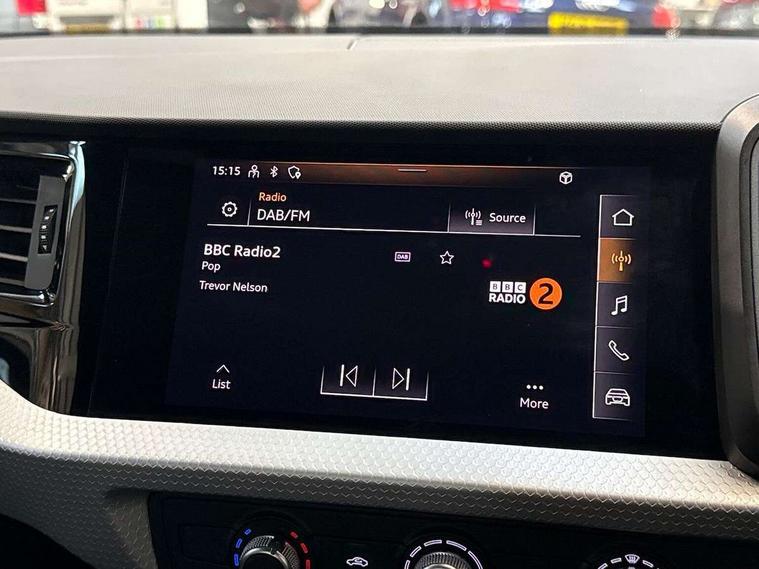 15:15
Radio
DAB/FM
Source
BBC Radio2
DAB
Pop
Trevor Nelson
BBC
RADIO 2
List
More